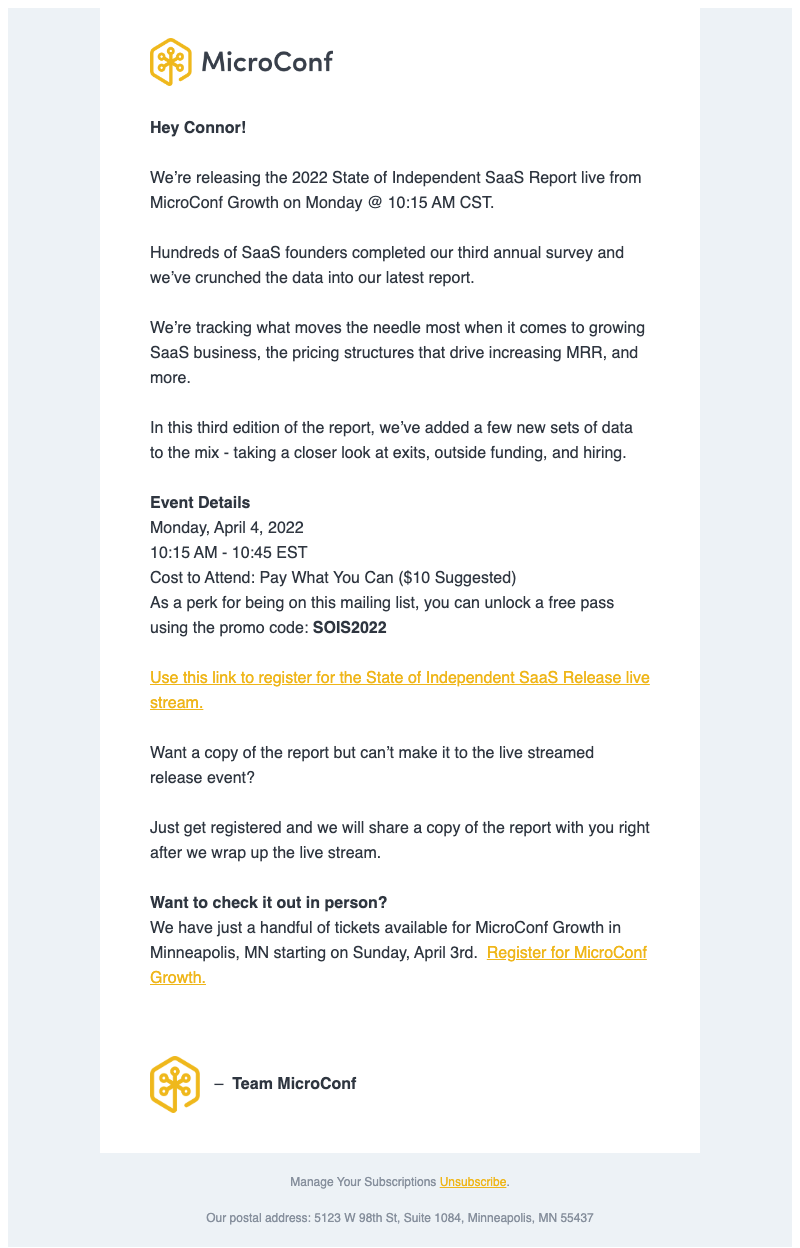 MicroConf
Hey Connor!
We’re releasing the 2022 State of Independent SaaS Report live from
MicroConf Growth on Monday @ 10:15 AM CST.
Hundreds of SaaS founders completed our third annual survey and
we’ve crunched the data into our latest report.
We’re tracking what moves the needle most when it comes to growing
SaaS business, the pricing structures that drive increasing MRR, and
more.
In this third edition of the report, we’ve added a few new sets of data
to the mix - taking a closer look at exits, outside funding, and hiring.
Event Details
Monday, April 4, 2022
10:15 AM - 10:45 EST
Cost to Attend: Pay What You Can ($10 Suggested)
As a perk for being on this mailing list, you can unlock a free pass
using the promo code: SOIS2022
Use this link to register for the State of Independent SaaS Release live
stream.
Want a copy of the report but can’t make it to the live streamed
release event?
Just get registered and we will share a copy of the report with you right
after we wrap up the live stream.
Want to check it out in person?
We have just a handful of tickets available for MicroConf Growth in
Minneapolis, MN starting on Sunday, April 3rd.  Register for MicroConf
Growth.
–  Team MicroConf
Manage Your Subscriptions Unsubscribe.
Our postal address: 5123 W 98th St, Suite 1084, Minneapolis, MN 55437